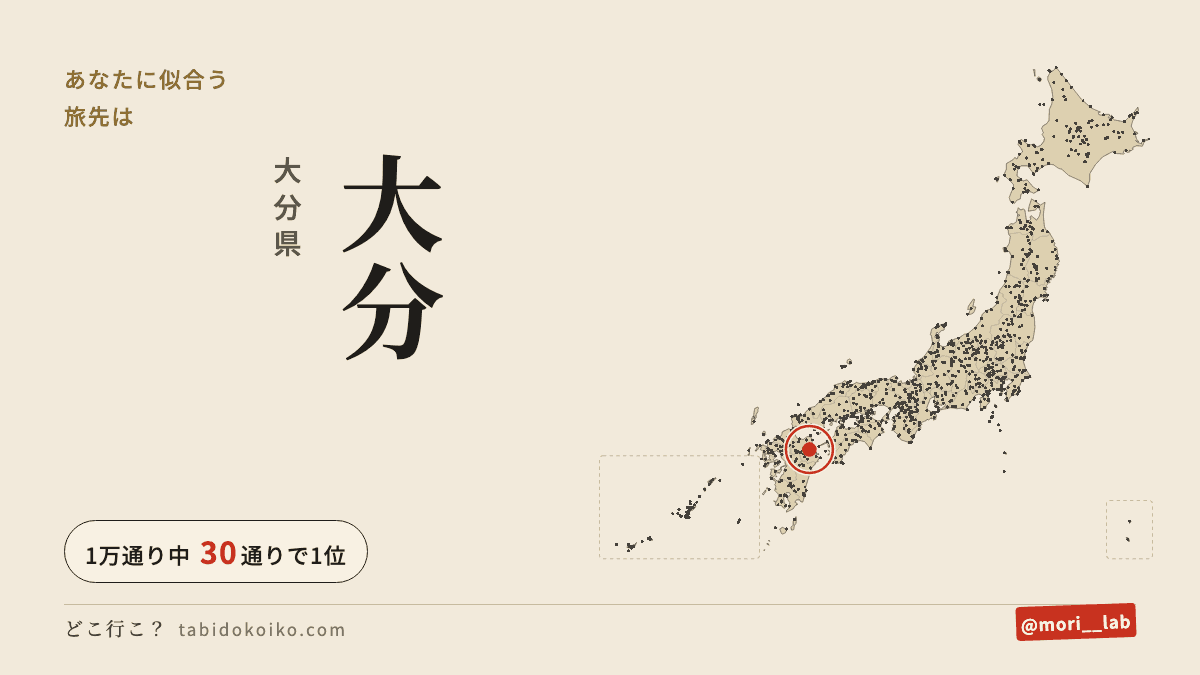 あなたに似合う
旅先は
大分
大分県
1万通り中 30通りで1位
どこ行こ？ tabidokoiko.com
@mori__lab